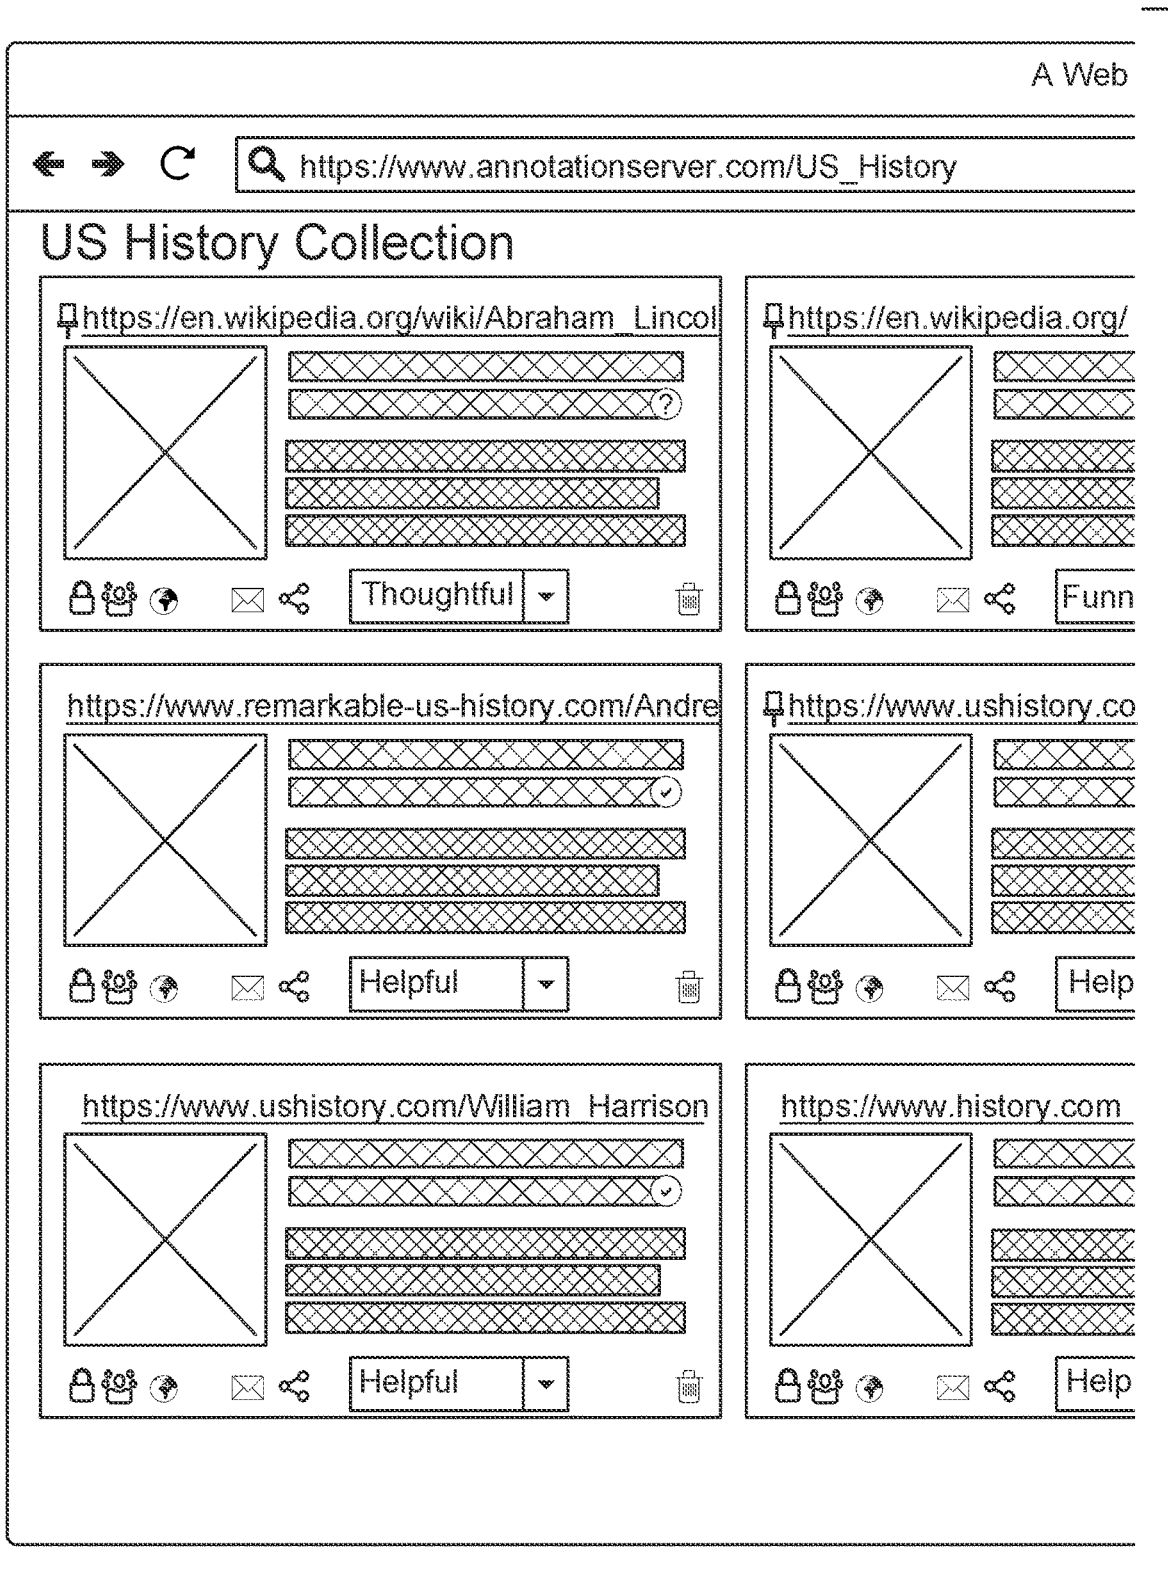 A Web
https://www.annotationserver.com/US_History
US History Collection
https://en.wikipedia.org/wiki/Abraham_Lincol
https://en.wikipedia.org/
?
Thoughtful
Funn
https://www.remarkable-us-history.com/Andre
https://www.ushistory.co
Helpful
Help
https://www.ushistory.com/William_Harrison
https://www.history.com
Helpful
Help